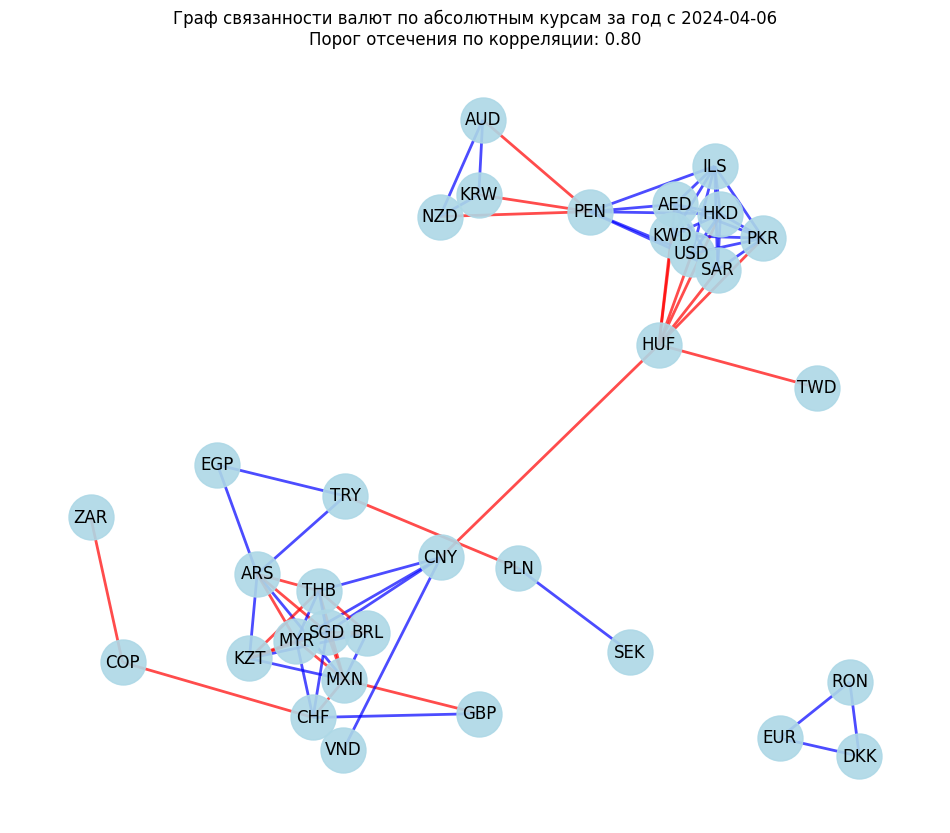 Граф связанности валют по абсолютным курсам за год с 2024-04-06
Порог отсечения по корреляции: 0.80
AUD
ILS
KRW
AED
NZD
PEN
HKD
KWD
PKR
USD
SAR
HUF
TWD
EGP
TRY
ZAR
CNY
PLN
ARS
THB
SGD
BRL
MYR
SEK
KZT
COP
MXN
RON
CHF
GBP
EUR
VND
DKK